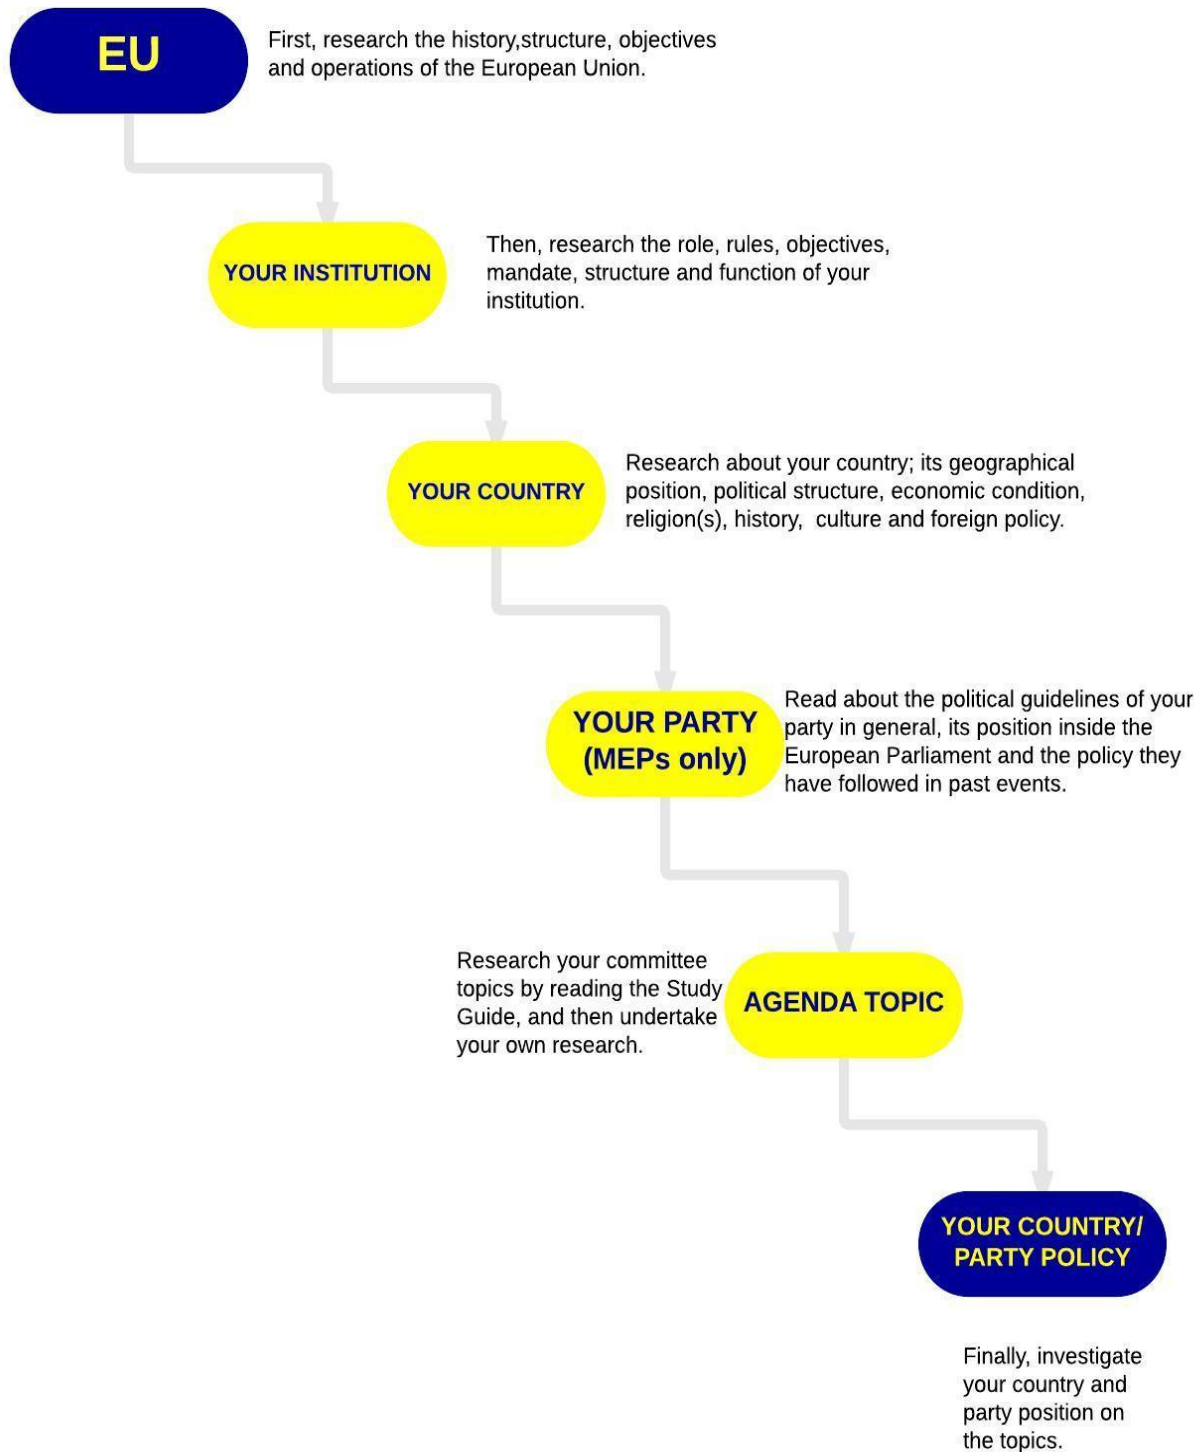 EU
First, research the history,structure, objectives
and operations of the European Union.
YOUR INSTITUTION
Then, research the role, rules, objectives,
mandate, structure and function of your
institution.
YOUR COUNTRY
Research about your country; its geographical
position, political structure, economic condition,
religion(s), history,  culture and foreign policy.
YOUR PARTY
(MEPs only)
Read about the political guidelines of your
party in general, its position inside the
European Parliament and the policy they
have followed in past events.
AGENDA TOPIC
Research your committee
topics by reading the Study
Guide, and then undertake
your own research.
YOUR COUNTRY/
PARTY POLICY
Finally, investigate
your country and
party position on
the topics.